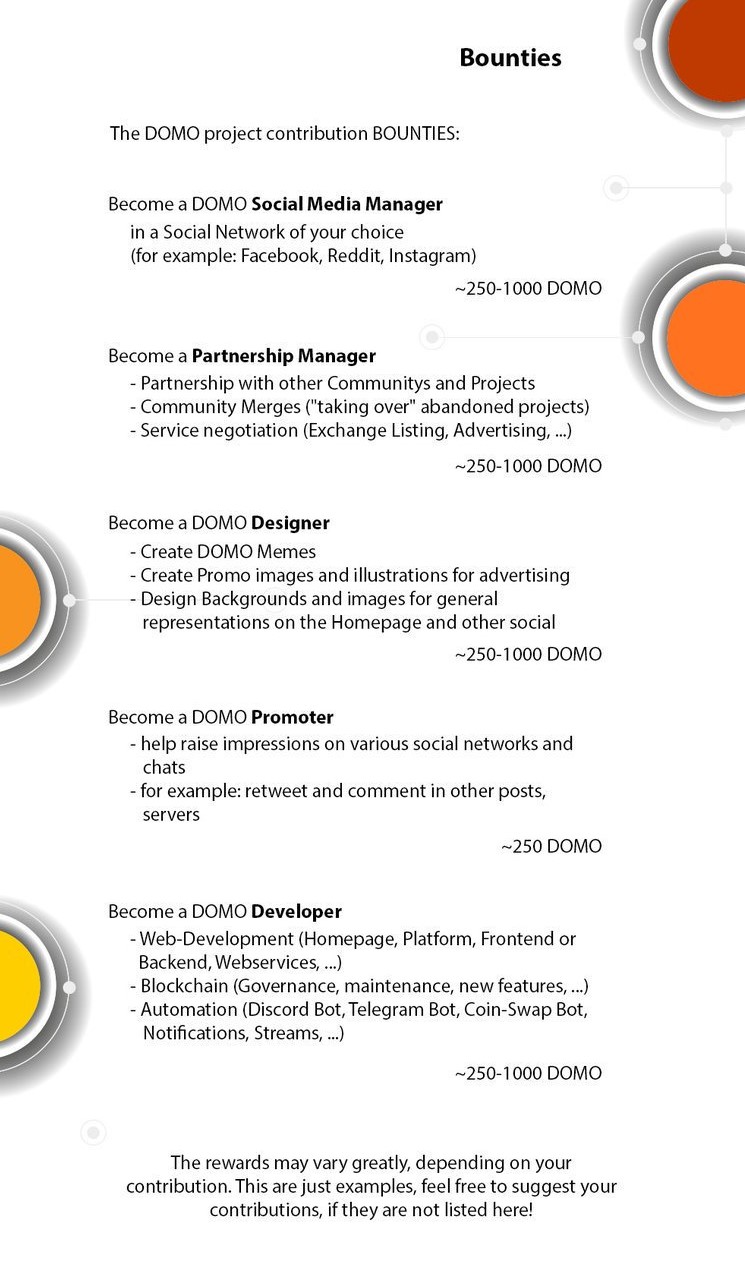 Bounties
The DOMO project contribution BOUNTIES:
Become a DOMO Social Media Manager
in a Social Network of your choice
(for example: Facebook, Reddit, Instagram)
~250-1000 DOMO
Become a Partnership Manager
- Partnership with other Communitys and Projects
- Community Merges ("taking over" abandoned projects)
- Service negotiation (Exchange Listing, Advertising, ...)
~250-1000 DOMO
Become a DOMO Designer
- Create DOMO Memes
- Create Promo images and illustrations for advertising
- Design Backgrounds and images for general
representations on the Homepage and other social
~250-1000 DOMO
Become a DOMO Promoter
- help raise impressions on various social networks and
chats
- for example: retweet and comment in other posts,
servers
~250 DOMO
Become a DOMO Developer
- Web-Development (Homepage, Platform, Frontend or
Backend, Webservices, ...)
- Blockchain (Governance, maintenance, new features, ...)
- Automation (Discord Bot, Telegram Bot, Coin-Swap Bot,
Notifications, Streams, ...)
~250-1000 DOMO
The rewards may vary greatly, depending on your
contribution. This are just examples, feel free to suggest your
contributions, if they are not listed here!